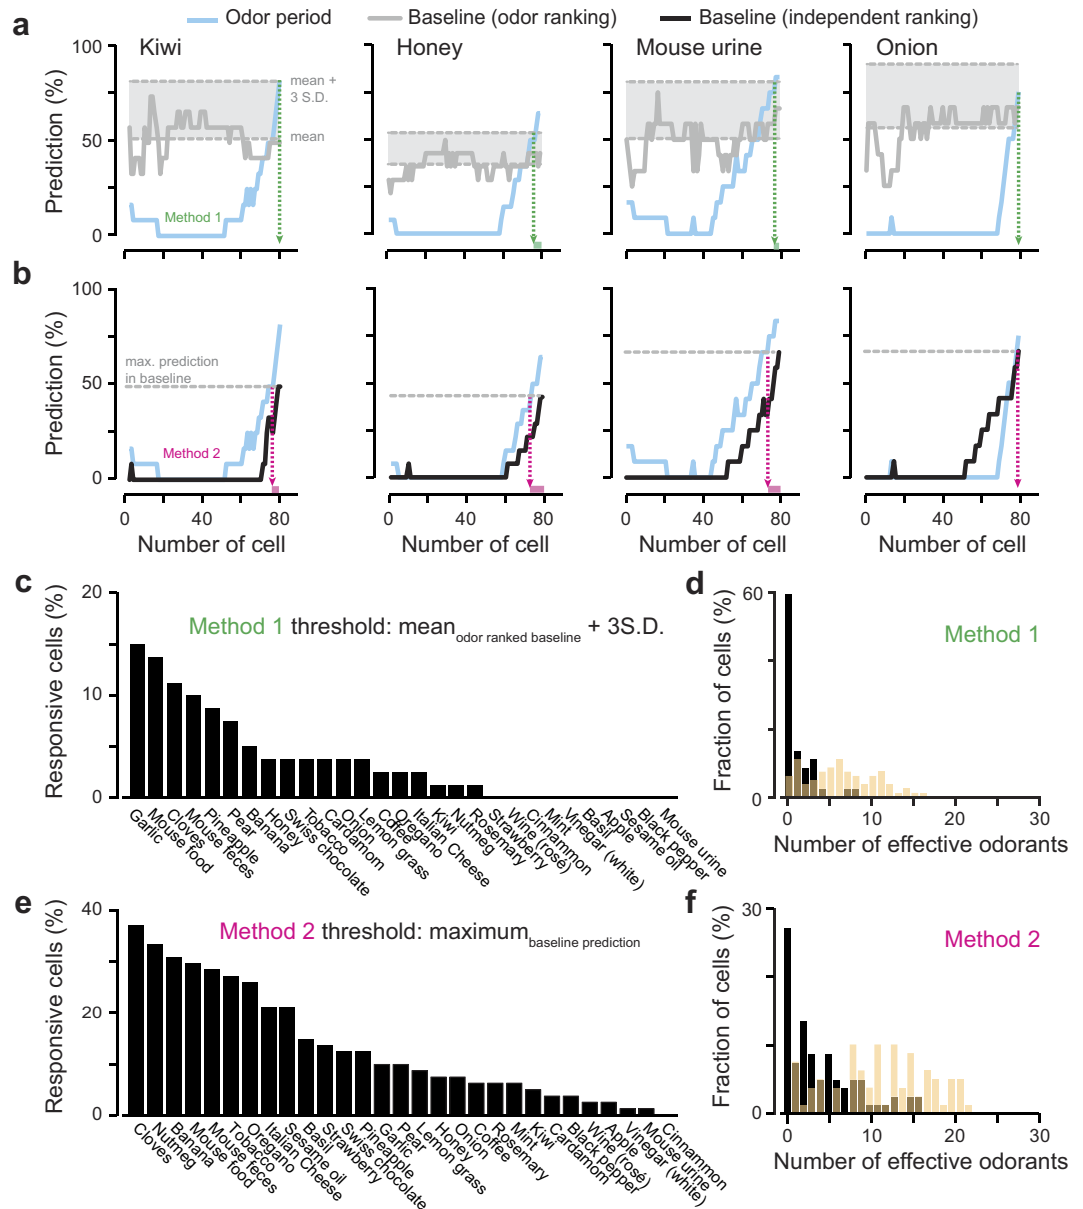 Odor period
Baseline (odor ranking)
Baseline (independent ranking)
a
Kiwi
Honey
Mouse urine
Onion
Prediction (%)
100
50
0
mean +
3 S.D.
mean
Method 1
b
Prediction (%)
100
50
0
max. prediction
in baseline
Method 2
0 40 80
0 40 80
0 40 80
0 40 80
Number of cell
Number of cell
Number of cell
Number of cell
c
Responsive cells (%)
20
10
0
Method 1 threshold: mean odor ranked baseline + 3S.D.
Garlic
Mouse food
Cloves
Mouse feces
Pineapple
Pear
Banana
Honey
Swiss chocolate
Tobacco
Cardamom
Onion
Lemon grass
Coffee
Oregano
Italian Cheese
Kiwi
Nutmeg
Rosemary
Strawberry
Wine (rosé)
Cinnammon
Mint
Vinegar (white)
Basil
Apple
Sesame oil
Black pepper
Mouse urine
d
Fraction of cells (%)
60
0
Method 1
0 10 20 30
Number of effective odorants
e
Responsive cells (%)
40
20
0
Method 2 threshold: maximum baseline prediction
Cloves
Nutmeg
Banana
Mouse food
Mouse feces
Tobacco
Oregano
Italian Cheese
Sesame oil
Basil
Strawberry
Swiss chocolate
Pineapple
Garlic
Pear
Lemon grass
Honey
Onion
Coffee
Rosemary
Mint
Kiwi
Cardamom
Black pepper
Wine (rosé)
Apple
Vinegar (white)
Mouse urine
Cinnammon
f
Fraction of cells (%)
30
0
Method 2
0 10 20 30
Number of effective odorants